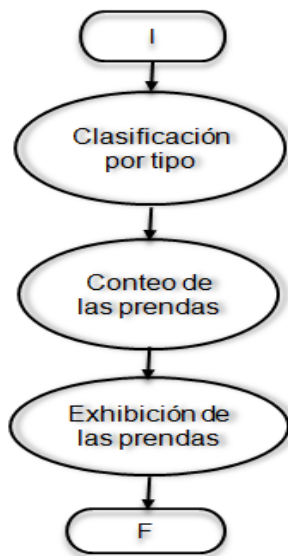 I
Clasificación
por tipo
Conteo de
las prendas
Exhibición de
las prendas
F